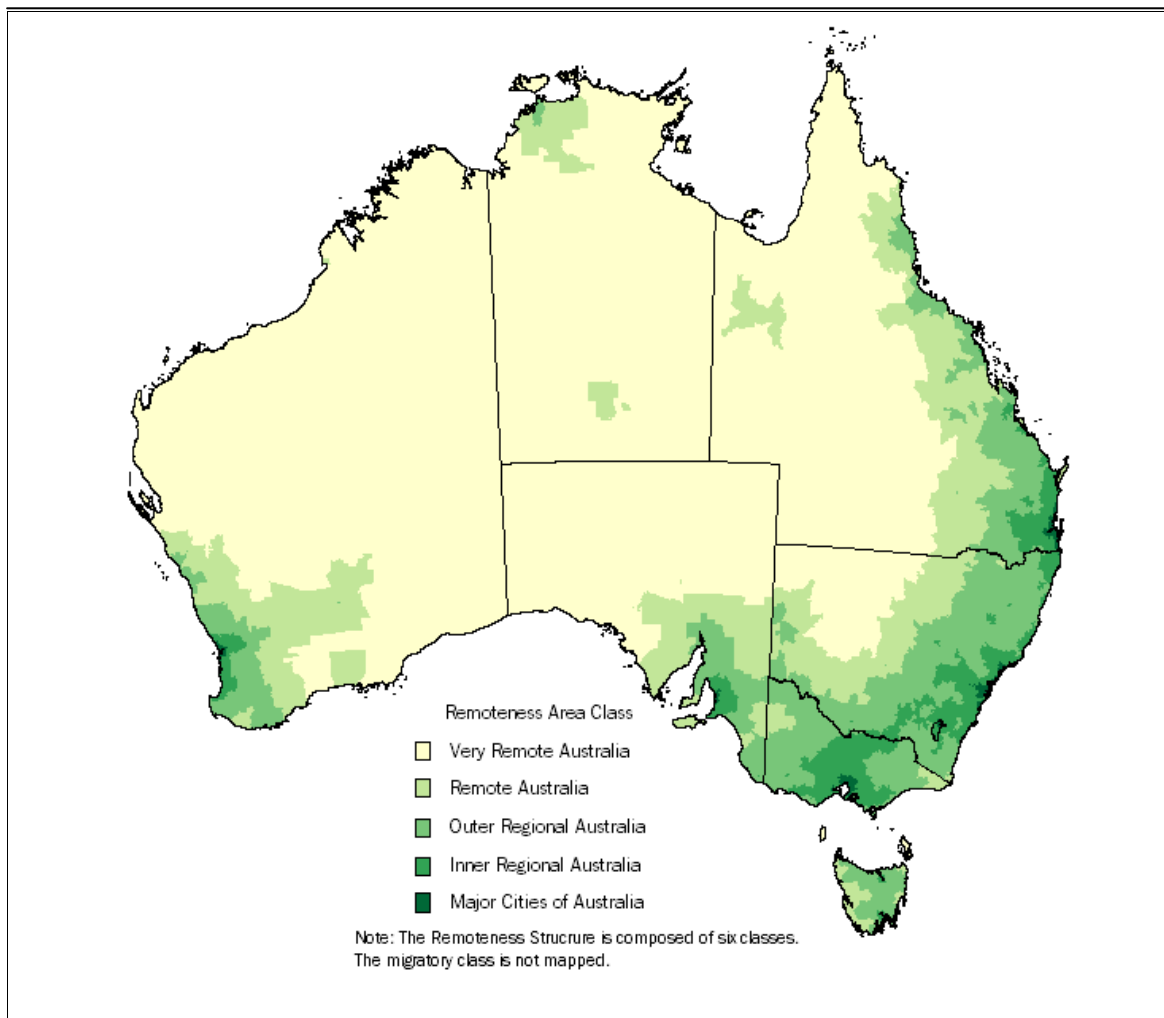 Remoteness Area Class
Very Remote Australia
Remote Australia
Outer Regional Australia
Inner Regional Australia
Major Cities of Australia
Note: The Remoteness Strucrure is composed of six classes.
The migratory class is not mapped.